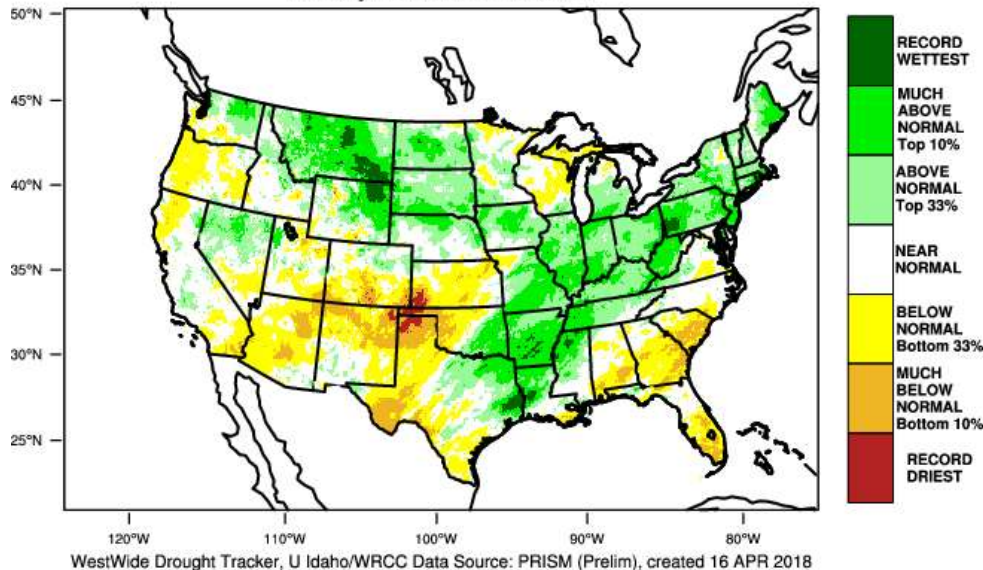 50°N
45°N
40°N
35°N
30°N
25°N
120°W
110°W
100°W
90°W
80°W
RECORD
WETTEST
MUCH
ABOVE
NORMAL
Top 10%
ABOVE
NORMAL
Top 33%
NEAR
NORMAL
BELOW
NORMAL
Bottom 33%
MUCH
BELOW
NORMAL
Bottom 10%
RECORD
DRIEST
WestWide Drought Tracker, U Idaho/WRCC Data Source: PRISM (Prelim), created 16 APR 2018